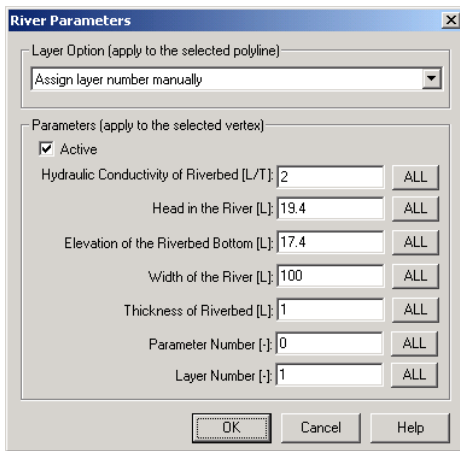 River Parameters
Layer Option (apply to the selected polyline)
Assign layer number manually
Parameters (apply to the selected vertex)
Active
Hydraulic Conductivity of Riverbed [L/T]: 2 ALL
Head in the River [L]: 19.4 ALL
Elevation of the Riverbed Bottom [L]: 17.4 ALL
Width of the River [L]: 100 ALL
Thickness of Riverbed [L]: 1 ALL
Parameter Number [-]: 0 ALL
Layer Number [-]: 1 ALL
OK Cancel Help